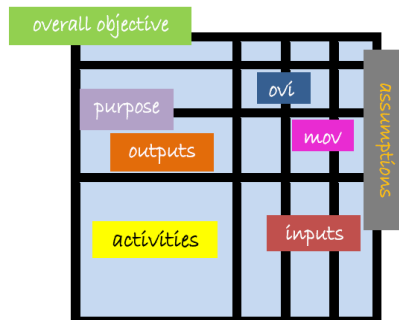 overall objective
ovi
purpose
assumptions
mov
outputs
activities
inputs